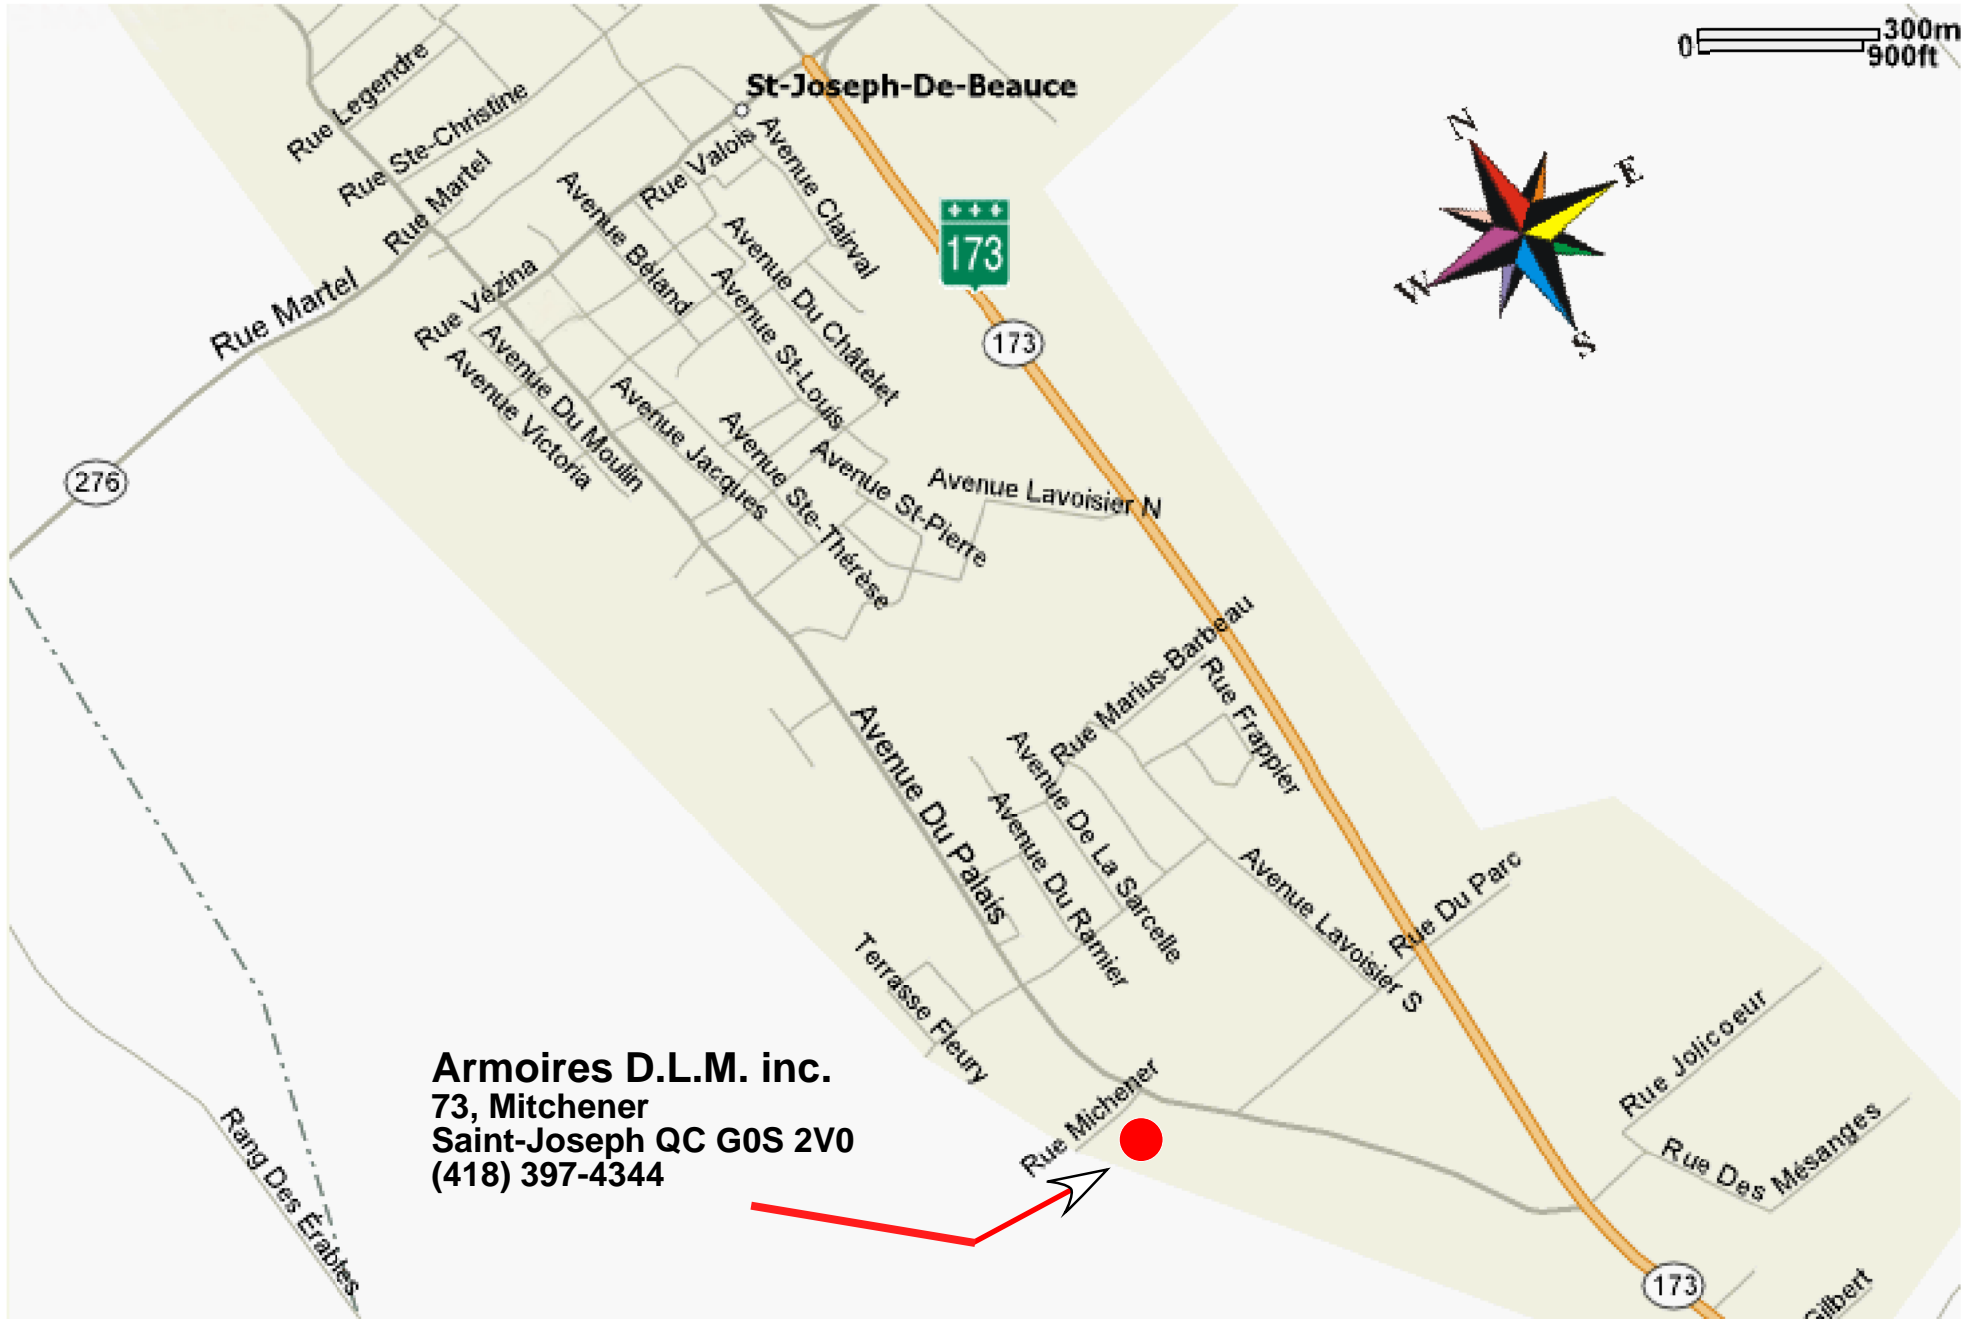 300m
0
900ft
St-Joseph-De-Beauce
Rue Legendre
Rue Ste-Christine
Rue Martel
Rue Valois
Avenue Clairval
N
E
W
S
173
Avenue Béland
Avenue Du Châtelet
Avenue St-Louis
Rue Martel
Rue Vézina
173
Avenue Du Moulin
Avenue Victoria
Avenue Jacques
Avenue Ste-Thérèse
Avenue St-Pierre
Avenue Lavoisier N
276
Rue Marius-Barbeau
Rue Frappier
Avenue Du Palais
Avenue De La Sarcelle
Avenue Du Ramier
Avenue Lavoisier S
Rue Du Parc
Terrasse Fleury
Rue Jolicoeur
Rue Des Mésanges
Rue Michener
Armoires D.L.M. inc.
73, Mitchener
Saint-Joseph QC G0S 2V0
(418) 397-4344
Rang Des Érables
173
Gilbert